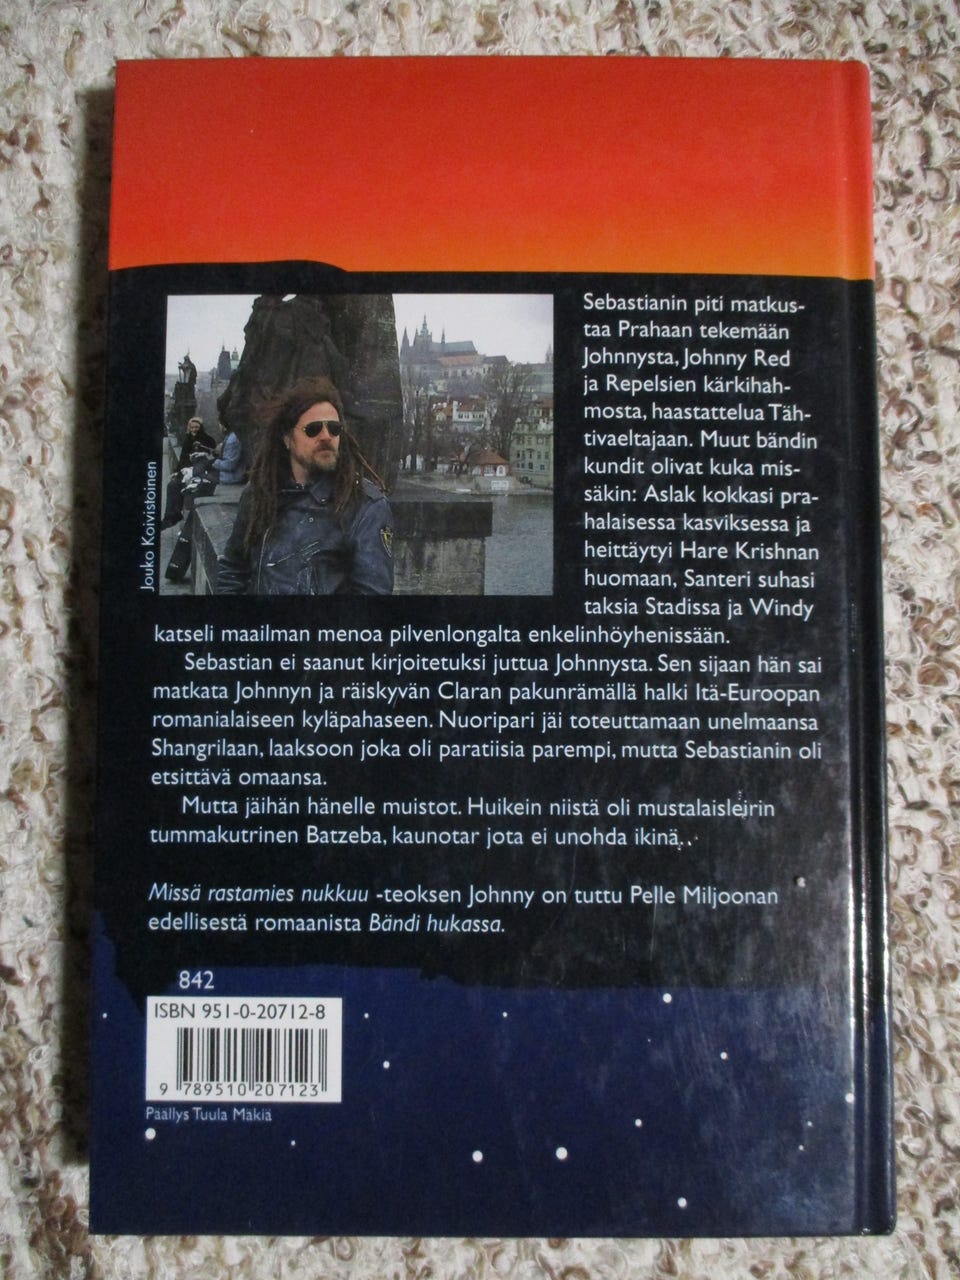 Sebastianin piti matkus-
taa Prahaan tekemään
Johnnysta, Johnny Red
ja Repelsien kärkihah-
mosta, haastattelua Täh-
tivaeltajaan. Muut bändin
kundit olivat kuka mis-
säkin: Aslak kokkasi pra-
halaisessa kasviksessa ja
heittäytyi Hare Krishnan
huomaan, Santeri suhasi
taksia Stadissa ja Windy
katseli maailman menoa pilvenlongalta enkelinhöyhenissään.
Sebastian ei saanut kirjoitetuksi juttua Johnnysta. Sen sijaan hän sai
matkata Johnnyn ja räiskyvän Claran pakunrämällä halki Itä-Euroopan
romanialaiseen kyläpahaseen. Nuoripari jäi toteuttamaan unelmaansa
Shangrilaan, laaksoon joka oli paratiisia parempi, mutta Sebastianin oli
etsittävä omaansa.
Mutta jäihän hänelle muistot. Huikein niistä oli mustalaisleirin
tummakutrinen Batzeba, kaunotar jota ei unohda ikinä...
Missä rastamies nukkuu -teoksen Johnny on tuttu Pelle Miljoonan
edellisestä romaanista Bändi hukassa.
Jouko Koivistoinen
842
ISBN 951-0-20712-8
9 789510 207123
Päällys Tuula Mäkiä